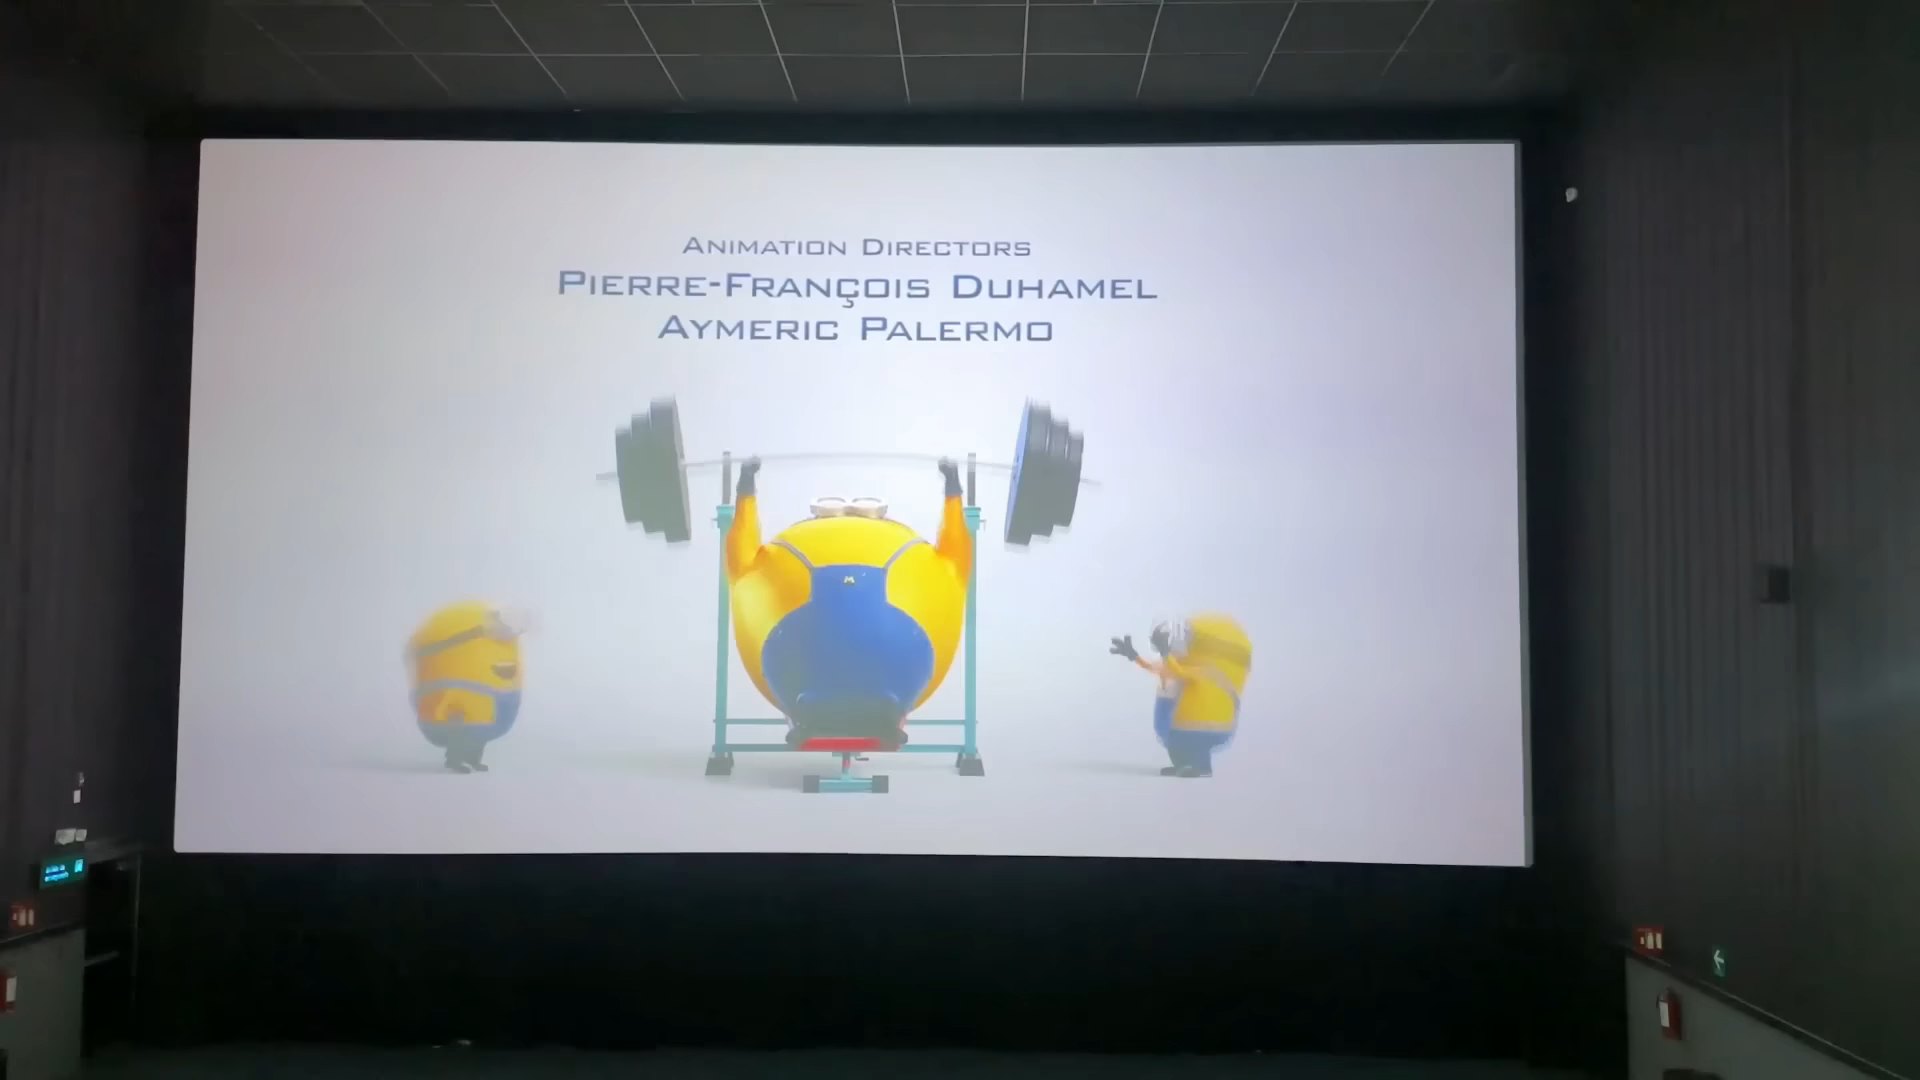 Animation Directors
Pierre-François Duhamel
Aymeric Palermo